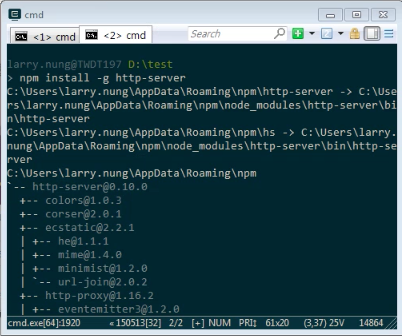 cmd
<1> cmd
<2> cmd
Search
larry.nung@TWDT197 D:\test
> npm install -g http-server
C:\Users\larry.nung\AppData\Roaming\npm\http-server -> C:\Use
rs\larry.nung\AppData\Roaming\npm\node_modules\http-server\bi
n\http-server
C:\Users\larry.nung\AppData\Roaming\npm\hs -> C:\Users\larry.
nung\AppData\Roaming\npm\node_modules\http-server\bin\http-se
rver
C:\Users\larry.nung\AppData\Roaming\npm
`-- http-server@0.10.0
+-- colors@1.0.3
+-- corser@2.0.1
+-- ecstatic@2.2.1
| +-- he@1.1.1
| +-- mime@1.4.0
| +-- minimist@1.2.0
| `-- url-join@2.0.2
+-- http-proxy@1.16.2
| +-- eventemitter3@1.2.0
cmd.exe[64]:1920 «150513[32] 2/2 [+] NUM PRI‡ 61x20 (3,37) 25V 14864